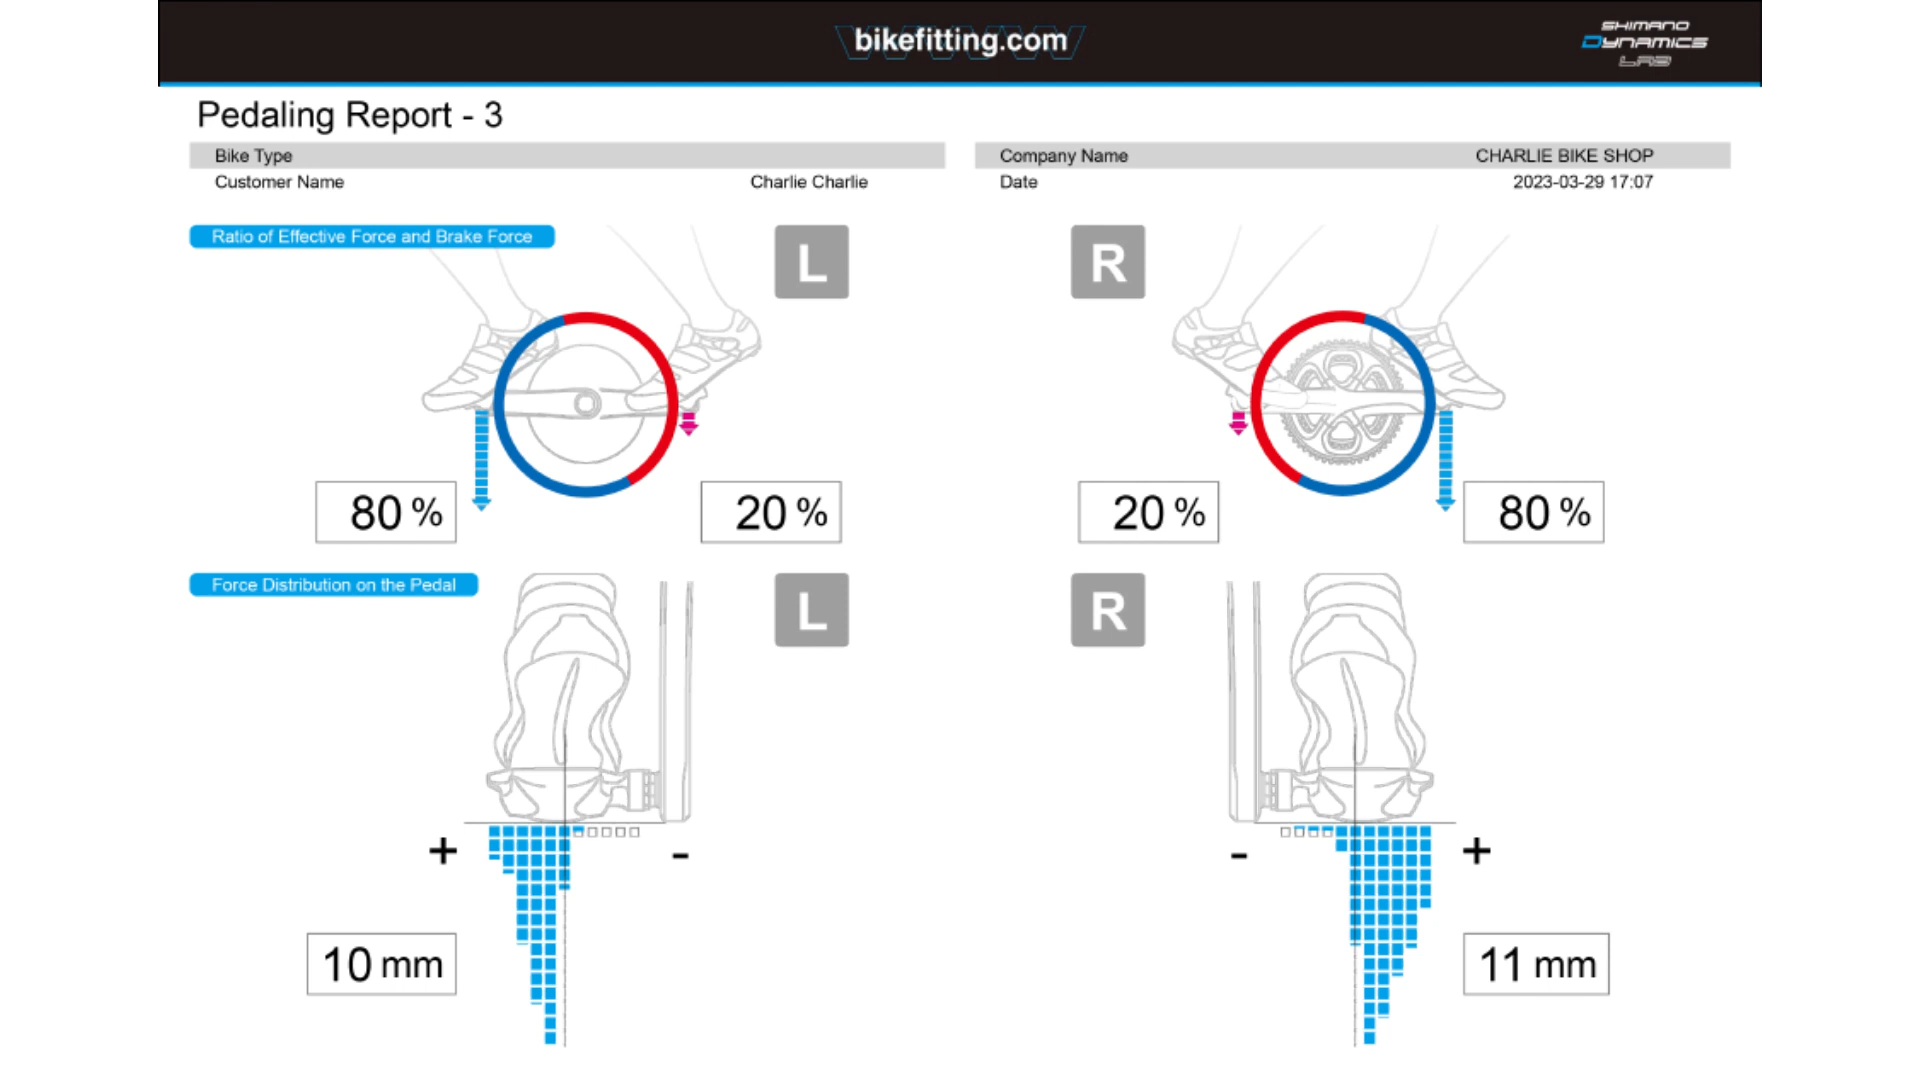 bikefitting.com
SHIMANO
DYNAMICS
LAB
Pedaling Report - 3
Bike Type
Company Name CHARLIE BIKE SHOP
Customer Name Charlie Charlie
Date 2023-03-29 17:07
Ratio of Effective Force and Brake Force
L
R
80 %
20 %
20 %
80 %
Force Distribution on the Pedal
L
R
+
-
-
+
10 mm
11 mm